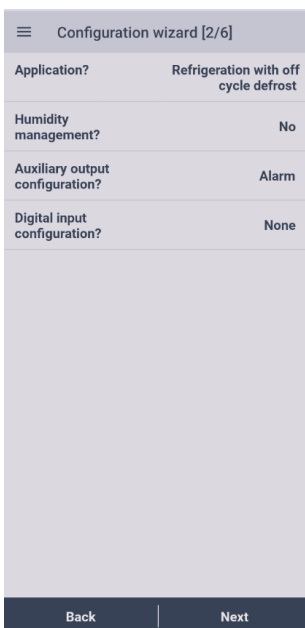 Configuration wizard [2/6]
Application?
Refrigeration with off
cycle defrost
Humidity
management?
No
Auxiliary output
configuration?
Alarm
Digital input
configuration?
None
Back
Next